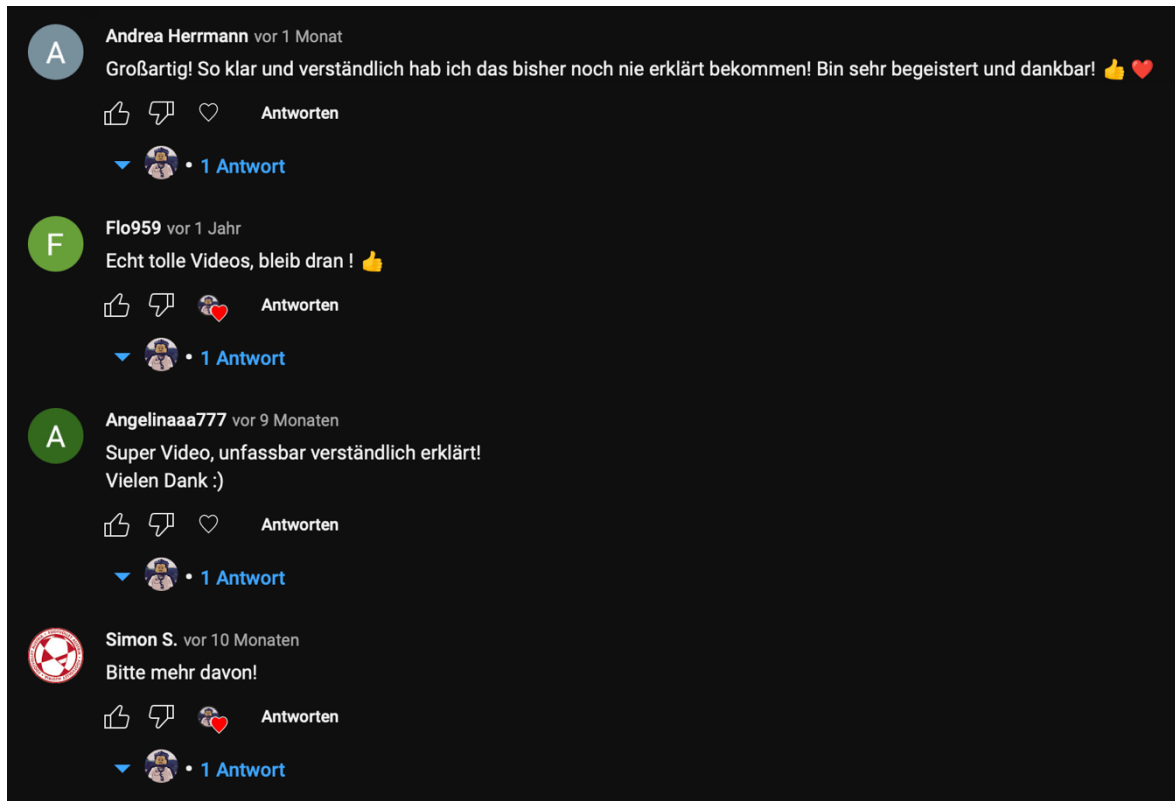 A
Andrea Herrmann vor 1 Monat
Großartig! So klar und verständlich hab ich das bisher noch nie erklärt bekommen! Bin sehr begeistert und dankbar! 👍 ❤️
Antworten
• 1 Antwort
F
Flo959 vor 1 Jahr
Echt tolle Videos, bleib dran ! 👍
Antworten
• 1 Antwort
A
Angelinaaa777 vor 9 Monaten
Super Video, unfassbar verständlich erklärt!
Vielen Dank :)
Antworten
• 1 Antwort
Simon S. vor 10 Monaten
Bitte mehr davon!
Antworten
• 1 Antwort